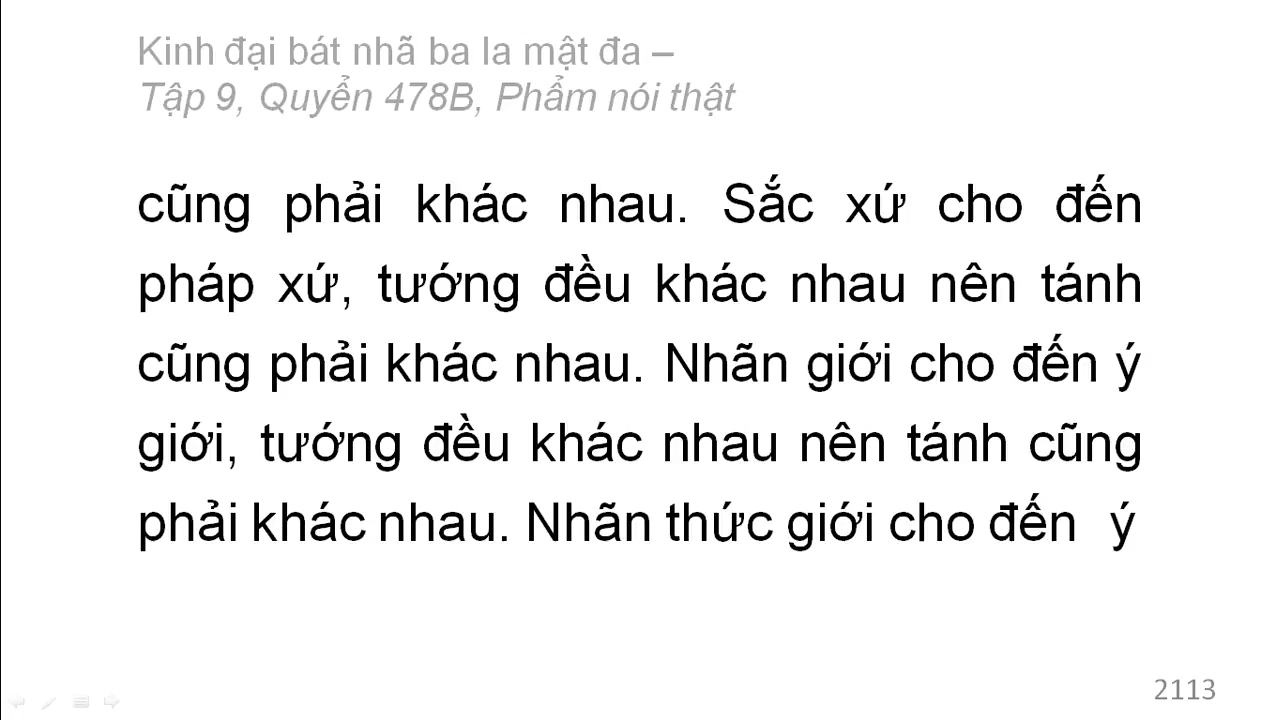 Kinh đại bát nhã ba la mật đa –
Tập 9, Quyển 478B, Phẩm nói thật
cũng phải khác nhau. Sắc xứ cho đến
pháp xứ, tướng đều khác nhau nên tánh
cũng phải khác nhau. Nhãn giới cho đến ý
giới, tướng đều khác nhau nên tánh cũng
phải khác nhau. Nhãn thức giới cho đến ý
2113